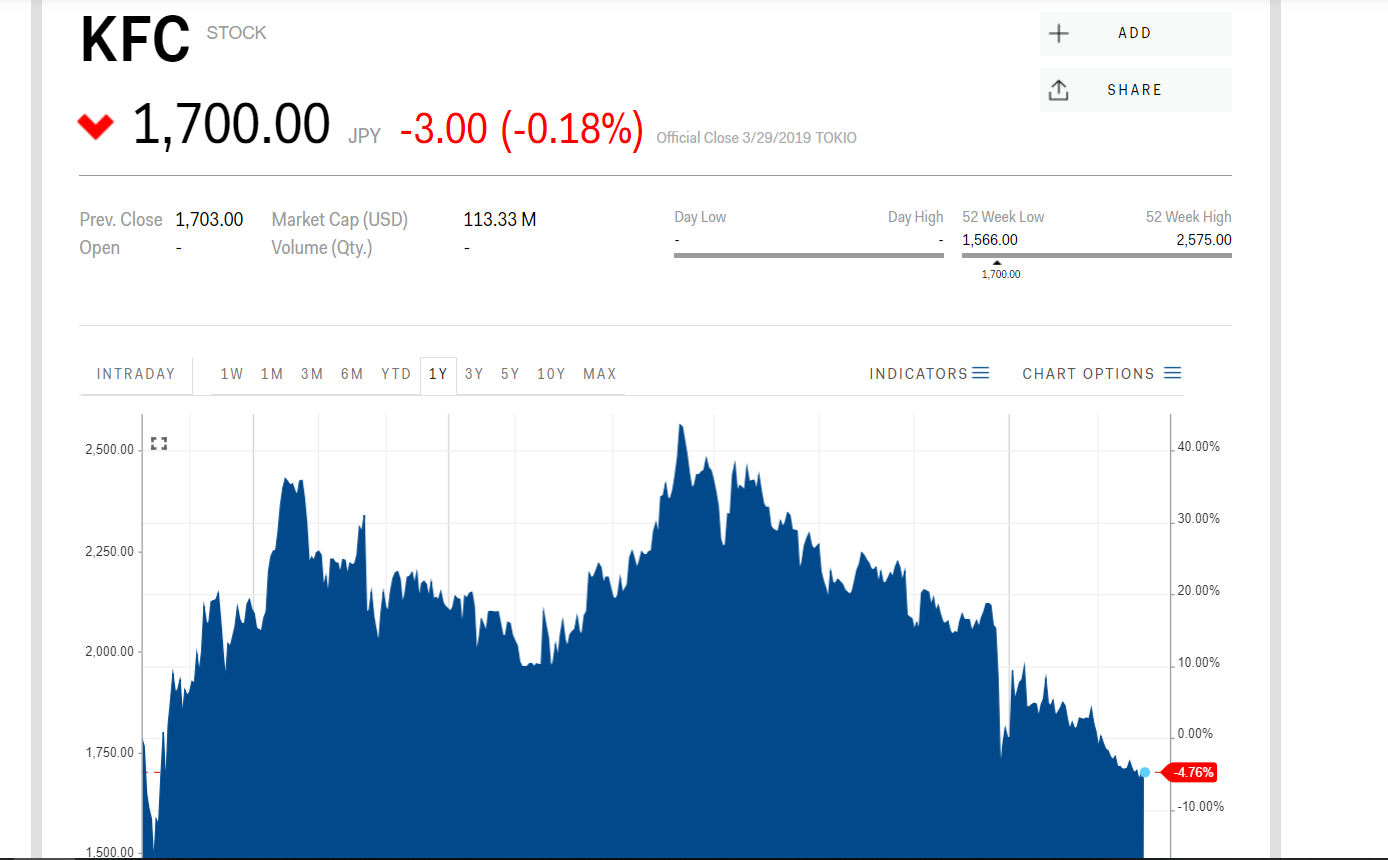 KFC STOCK
ADD
SHARE
1,700.00 JPY -3.00 (-0.18%) Official Close 3/29/2019 TOKIO
Prev. Close 1,703.00 Market Cap (USD) 113.33 M
Open - Volume (Qty.) -
Day Low Day High 52 Week Low 52 Week High
- - 1,566.00 2,575.00
1,700.00
INTRADAY 1W 1M 3M 6M YTD 1Y 3Y 5Y 10Y MAX INDICATORS CHART OPTIONS
2,500.00 40.00%
30.00%
2,250.00
20.00%
2,000.00 10.00%
0.00%
1,750.00
-4.76%
-10.00%
1,500.00